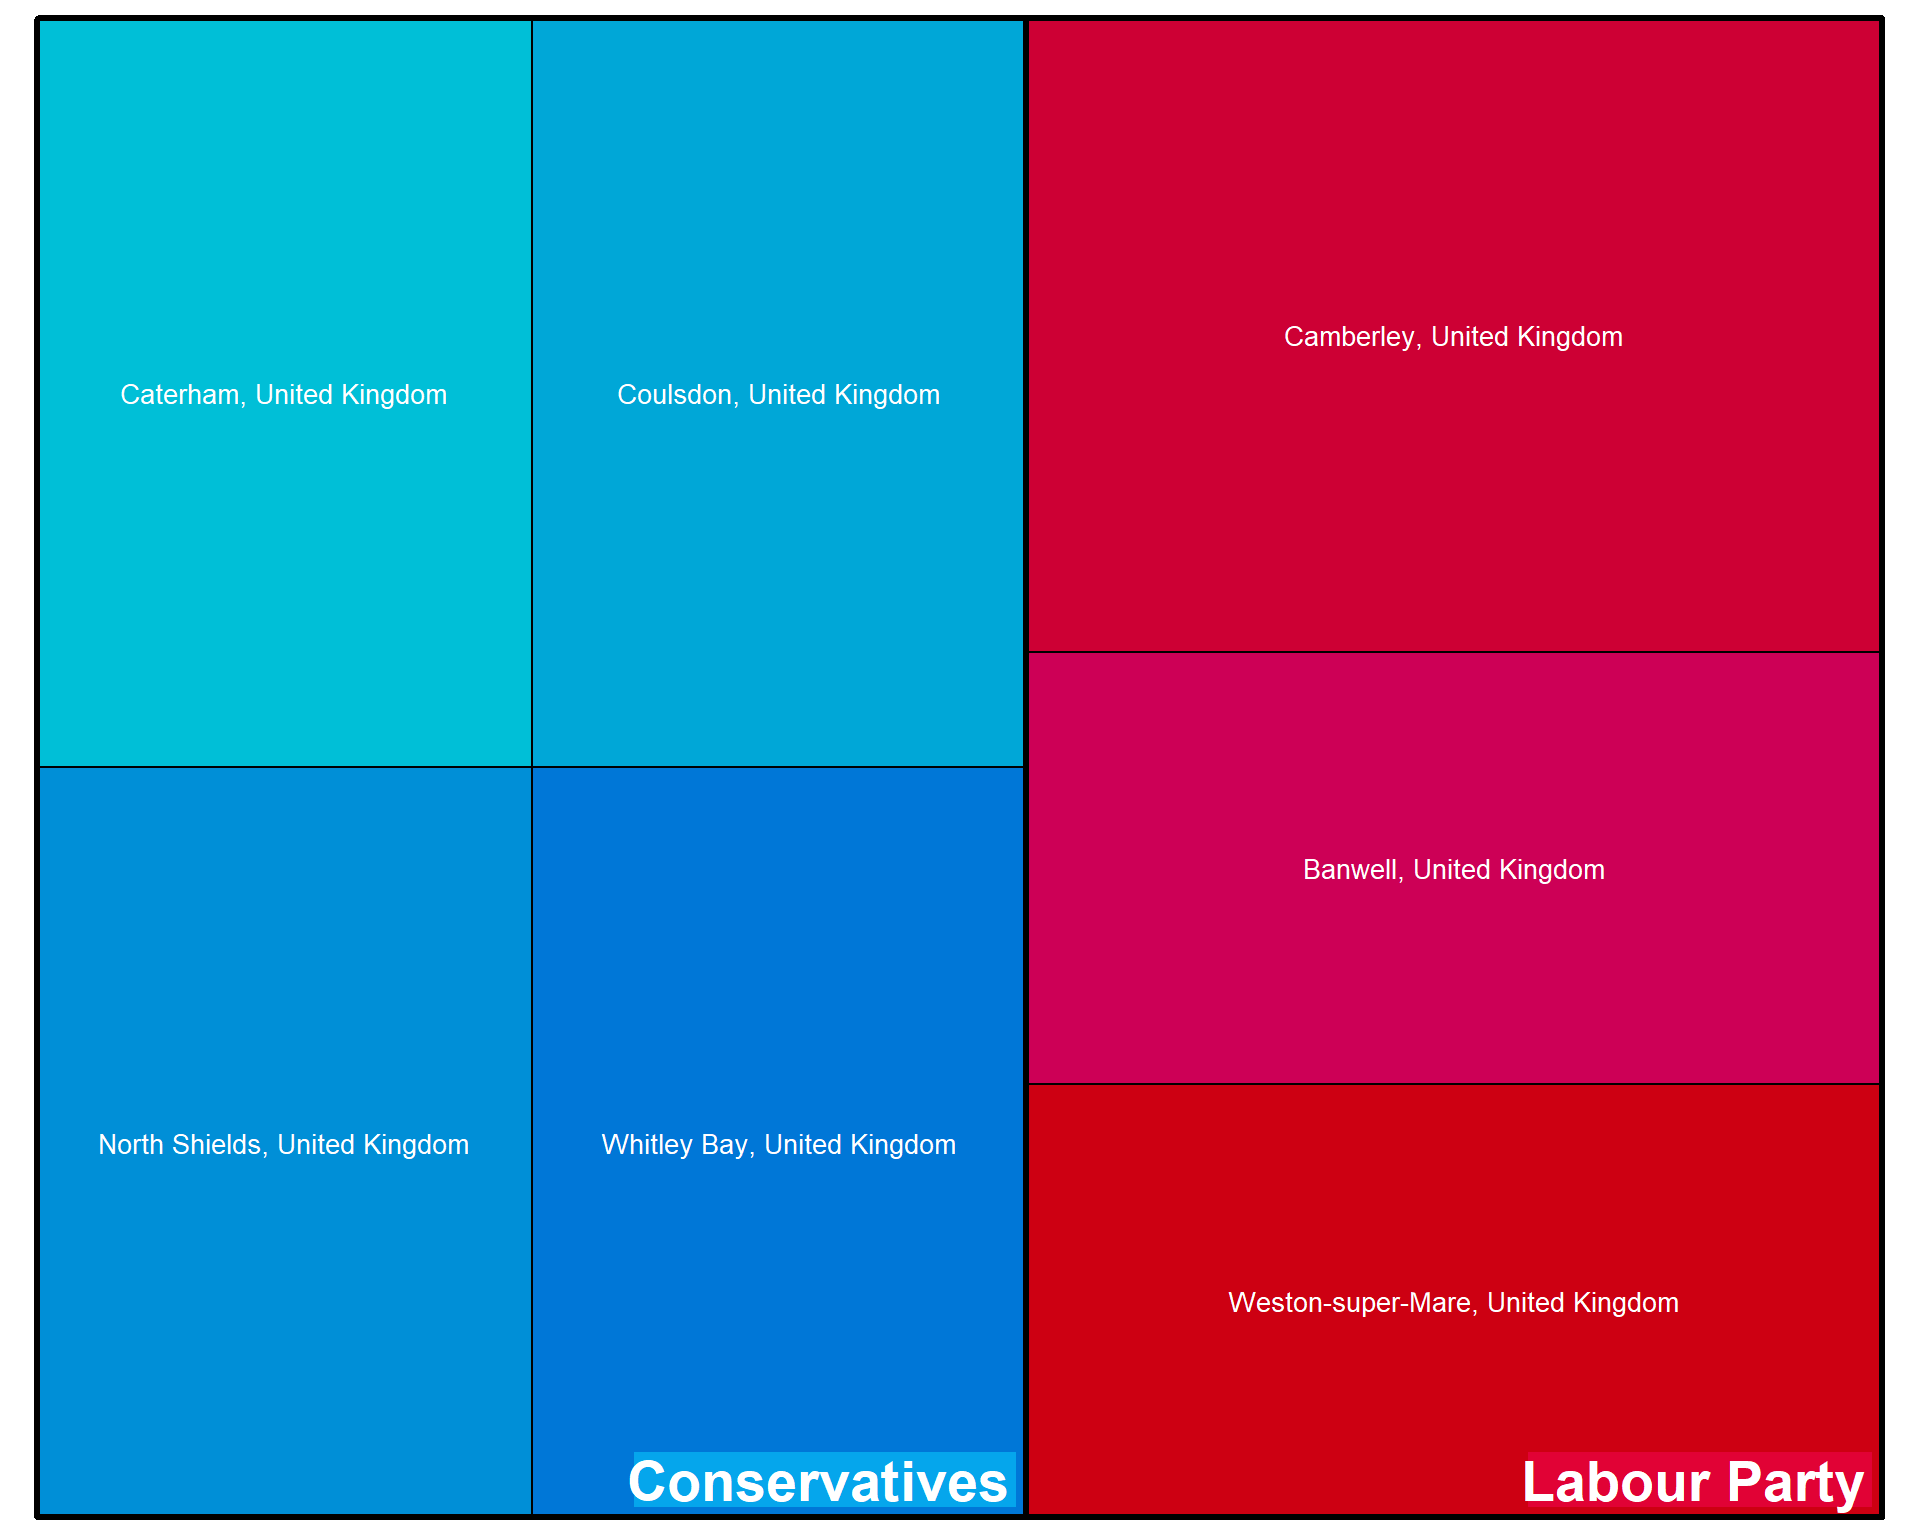 Caterham, United Kingdom
Coulsdon, United Kingdom
North Shields, United Kingdom
Whitley Bay, United Kingdom
Conservatives
Camberley, United Kingdom
Banwell, United Kingdom
Weston-super-Mare, United Kingdom
Labour Party